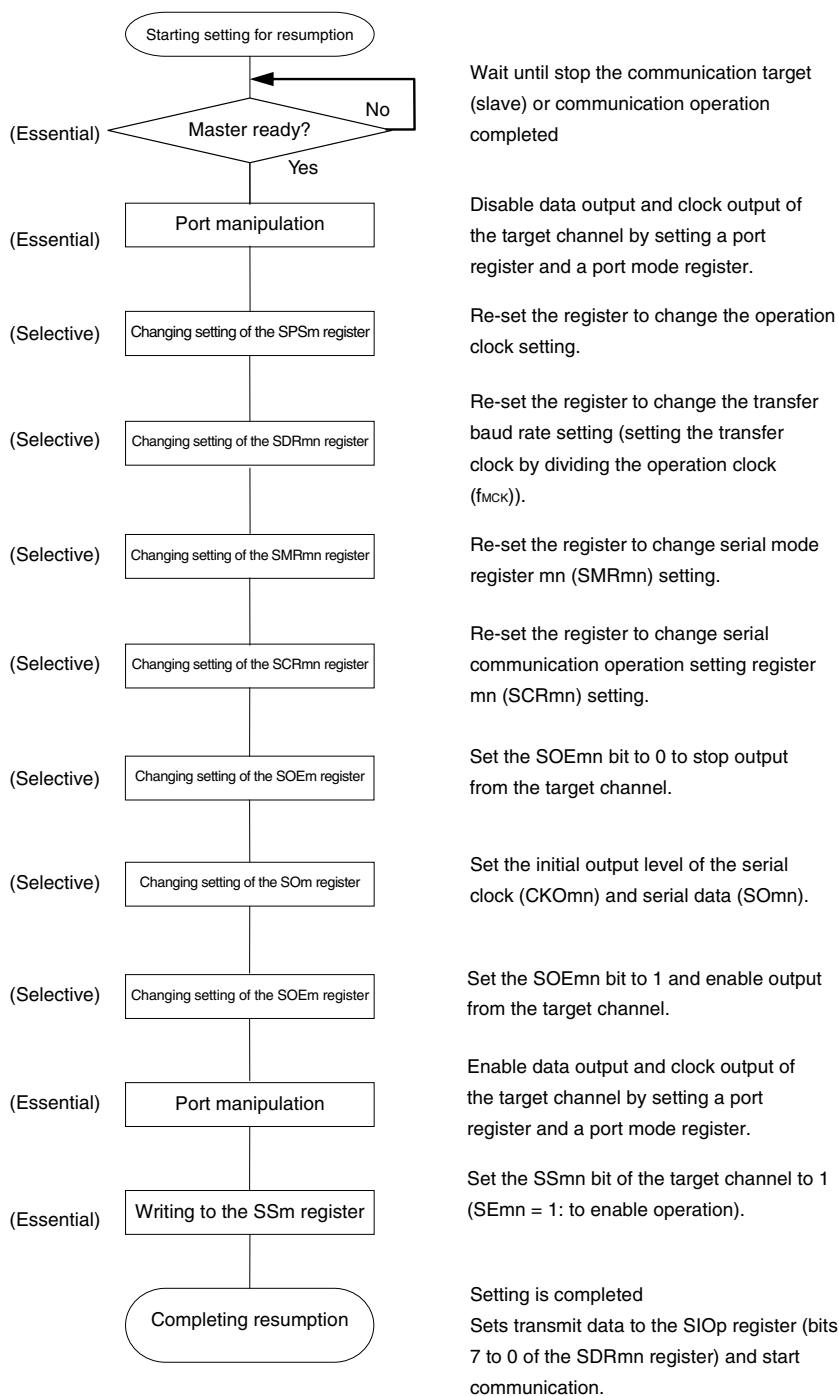 Starting setting for resumption
Wait until stop the communication target
(slave) or communication operation
completed
(Essential)
Master ready?
No
Yes
(Essential)
Port manipulation
Disable data output and clock output of
the target channel by setting a port
register and a port mode register.
(Selective)
Changing setting of the SPSm register
Re-set the register to change the operation
clock setting.
(Selective)
Changing setting of the SDRmn register
Re-set the register to change the transfer
baud rate setting (setting the transfer
clock by dividing the operation clock
(fMCK)).
(Selective)
Changing setting of the SMRmn register
Re-set the register to change serial mode
register mn (SMRmn) setting.
(Selective)
Changing setting of the SCRmn register
Re-set the register to change serial
communication operation setting register
mn (SCRmn) setting.
(Selective)
Changing setting of the SOEm register
Set the SOEmn bit to 0 to stop output
from the target channel.
(Selective)
Changing setting of the SOm register
Set the initial output level of the serial
clock (CKOmn) and serial data (SOmn).
(Selective)
Changing setting of the SOEm register
Set the SOEmn bit to 1 and enable output
from the target channel.
(Essential)
Port manipulation
Enable data output and clock output of
the target channel by setting a port
register and a port mode register.
(Essential)
Writing to the SSm register
Set the SSmn bit of the target channel to 1
(SEmn = 1: to enable operation).
Completing resumption
Setting is completed
Sets transmit data to the SIOp register (bits
7 to 0 of the SDRmn register) and start
communication.